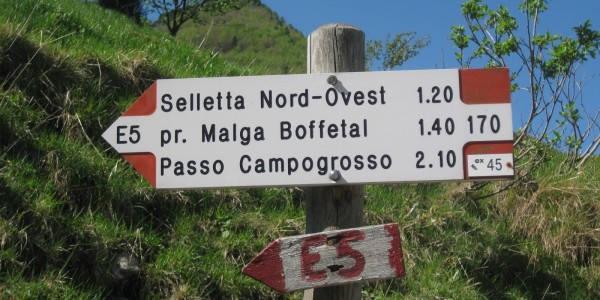 Selletta Nord-Ovest 1.20
E5 pr. Malga Boffetal 1.40 170
Passo Campogrosso 2.10 ex 45
E5